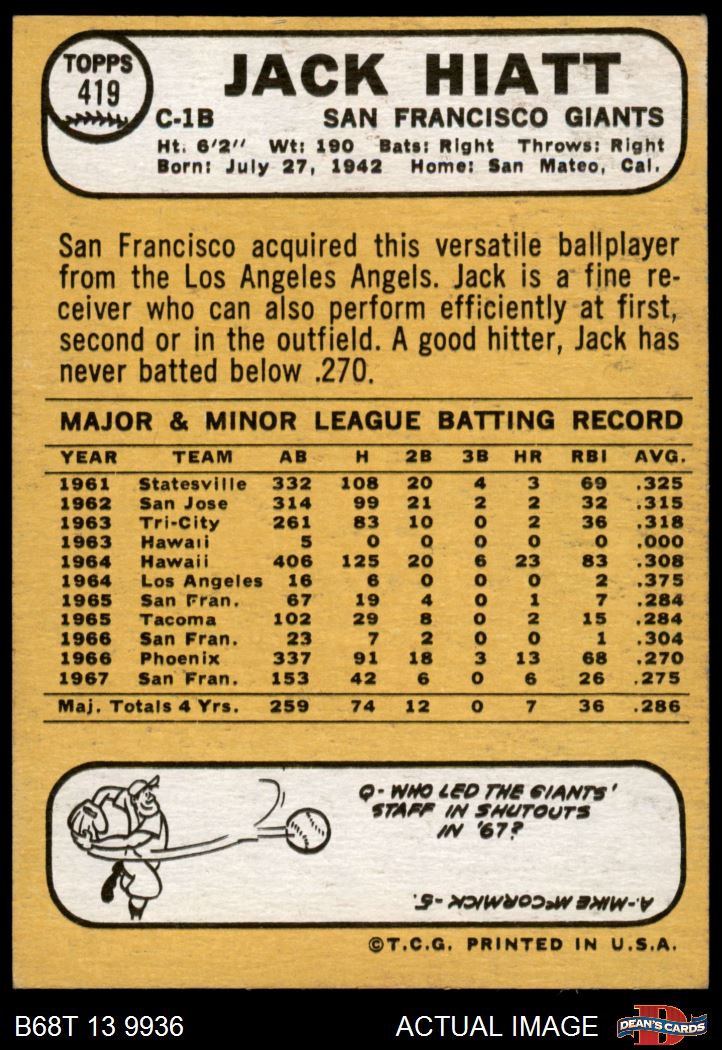 TOPPS
419
JACK HIATT
C-1B SAN FRANCISCO GIANTS
Ht: 6'2" Wt: 190 Bats: Right Throws: Right
Born: July 27, 1942 Home: San Mateo, Cal.
San Francisco acquired this versatile ballplayer
from the Los Angeles Angels. Jack is a fine re-
ceiver who can also perform efficiently at first,
second or in the outfield. A good hitter, Jack has
never batted below .270.
MAJOR & MINOR LEAGUE BATTING RECORD
YEAR TEAM AB H 2B 3B HR RBI AVG.
1961 Statesville 332 108 20 4 3 69 .325
1962 San Jose 314 99 21 2 2 32 .315
1963 Tri-City 261 83 10 0 2 36 .318
1963 Hawaii 5 0 0 0 0 0 .000
1964 Hawaii 406 125 20 6 23 83 .308
1964 Los Angeles 16 6 0 0 0 2 .375
1965 San Fran. 67 19 4 0 1 7 .284
1965 Tacoma 102 29 8 0 2 15 .284
1966 San Fran. 23 7 2 0 0 1 .304
1966 Phoenix 337 91 18 3 13 68 .270
1967 San Fran. 153 42 6 0 6 26 .275
Maj. Totals 4 Yrs. 259 74 12 0 7 36 .286
Q- WHO LED THE GIANTS'
STAFF IN SHUTOUTS
IN '67?
A- MIKE McCORMICK - 5.
©T.C.G. PRINTED IN U.S.A.
B68T 13 9936 ACTUAL IMAGE D DEAN'S CARDS